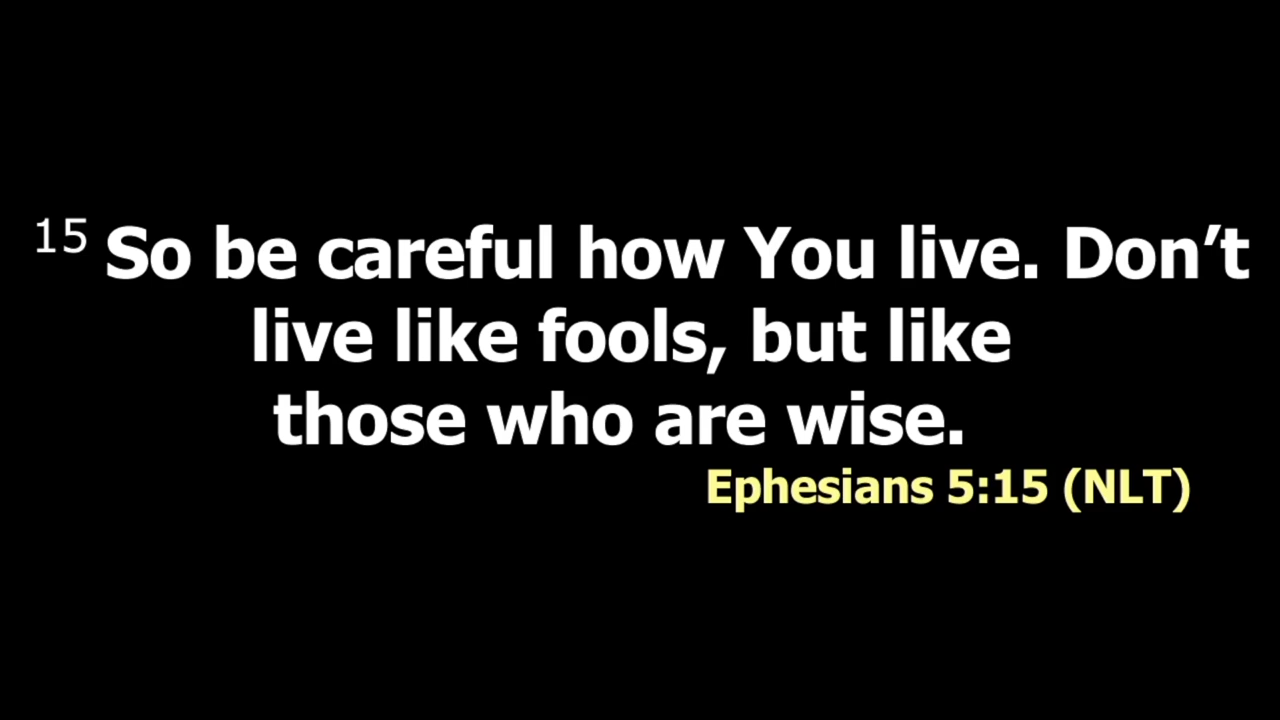 15 So be careful how You live. Don’t
live like fools, but like
those who are wise.
Ephesians 5:15 (NLT)